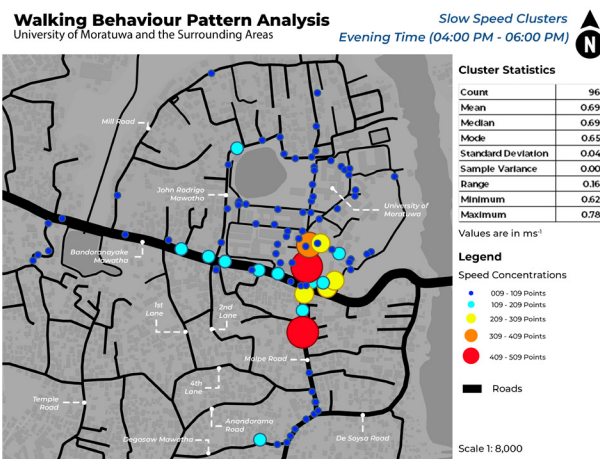 Walking Behaviour Pattern Analysis
University of Moratuwa and the Surrounding Areas
Slow Speed Clusters
Evening Time (04:00 PM - 06:00 PM)
N
Mill Road
John Rodrigo
Mawatha
University of
Moratuwa
Bandaranayake
Mawatha
1st
Lane
2nd
Lane
Molpe Road
4th
Lane
Temple
Road
Anandarama
Road
Degasaw Mawatha
De Soysa Road
Cluster Statistics
Count 96
Mean 0.69
Median 0.69
Mode 0.65
Standard Deviation 0.04
Sample Variance 0.00
Range 0.16
Minimum 0.62
Maximum 0.78
Values are in ms-1
Legend
Speed Concentrations
009 - 109 Points
109 - 209 Points
209 - 309 Points
309 - 409 Points
409 - 509 Points
Roads
Scale 1: 8,000